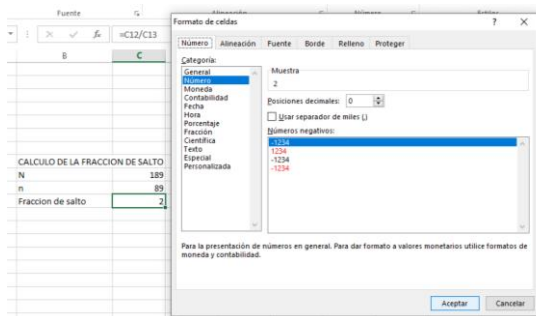 Fuente
fx =C12/C13
B C
CALCULO DE LA FRACCION DE SALTO
N 189
n 89
Fraccion de salto 2
Formato de celdas ? ×
Número Alineación Fuente Borde Relleno Proteger
Categoría:
General
Número
Moneda
Contabilidad
Fecha
Hora
Porcentaje
Fracción
Científica
Texto
Especial
Personalizada
Muestra
2
Posiciones decimales: 0
Usar separador de miles (.)
Números negativos:
-1234
1234
-1234
-1234
Para la presentación de números en general. Para dar formato a valores monetarios utilice formatos de
moneda y contabilidad.
Aceptar Cancelar